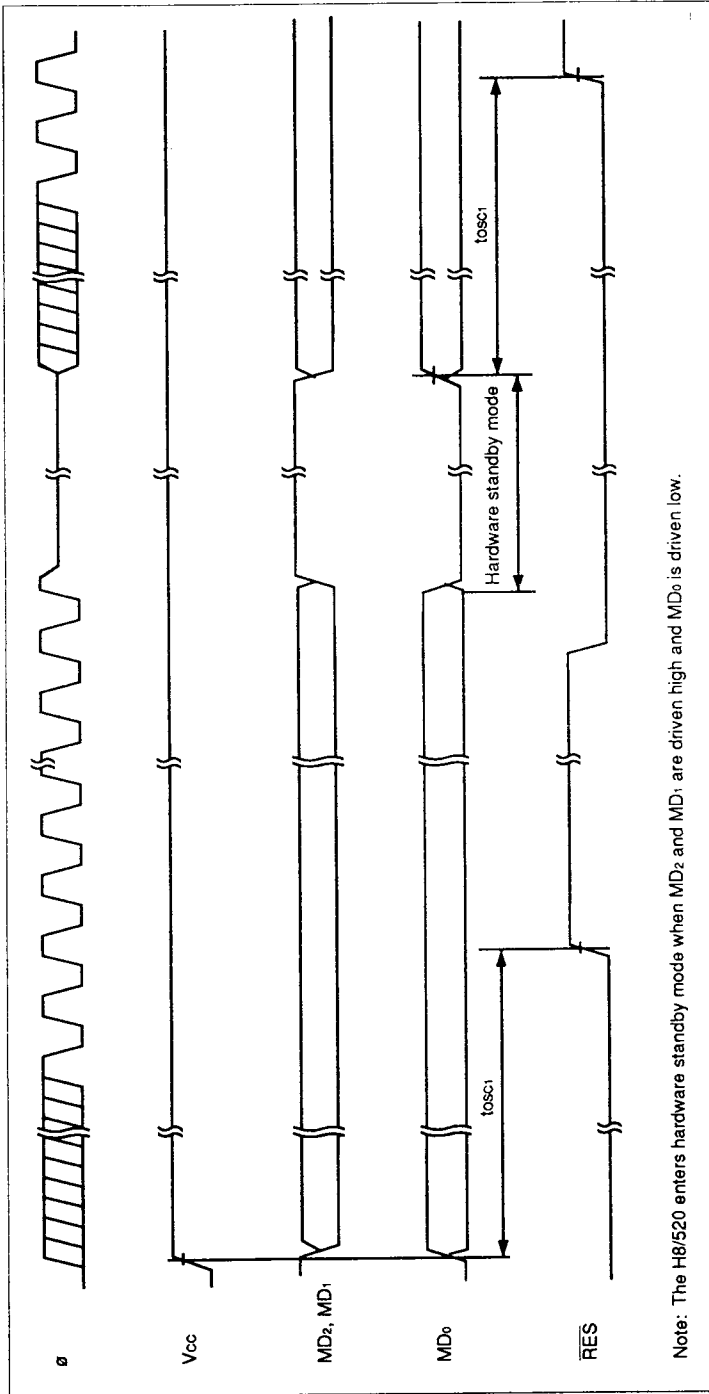 ø
Vcc
MD₂, MD₁
MD₀
RES
tosc₁
Hardware standby mode
tosc₁
Note: The H8/520 enters hardware standby mode when MD₂ and MD₁ are driven high and MD₀ is driven low.